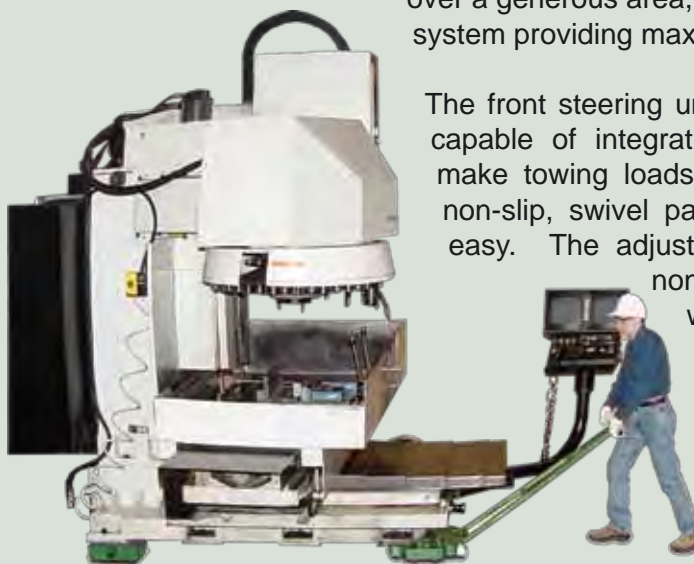 over a generous area,
system providing max
The front steering un
capable of integrat
make towing loads
non-slip, swivel pa
easy. The adjust
non